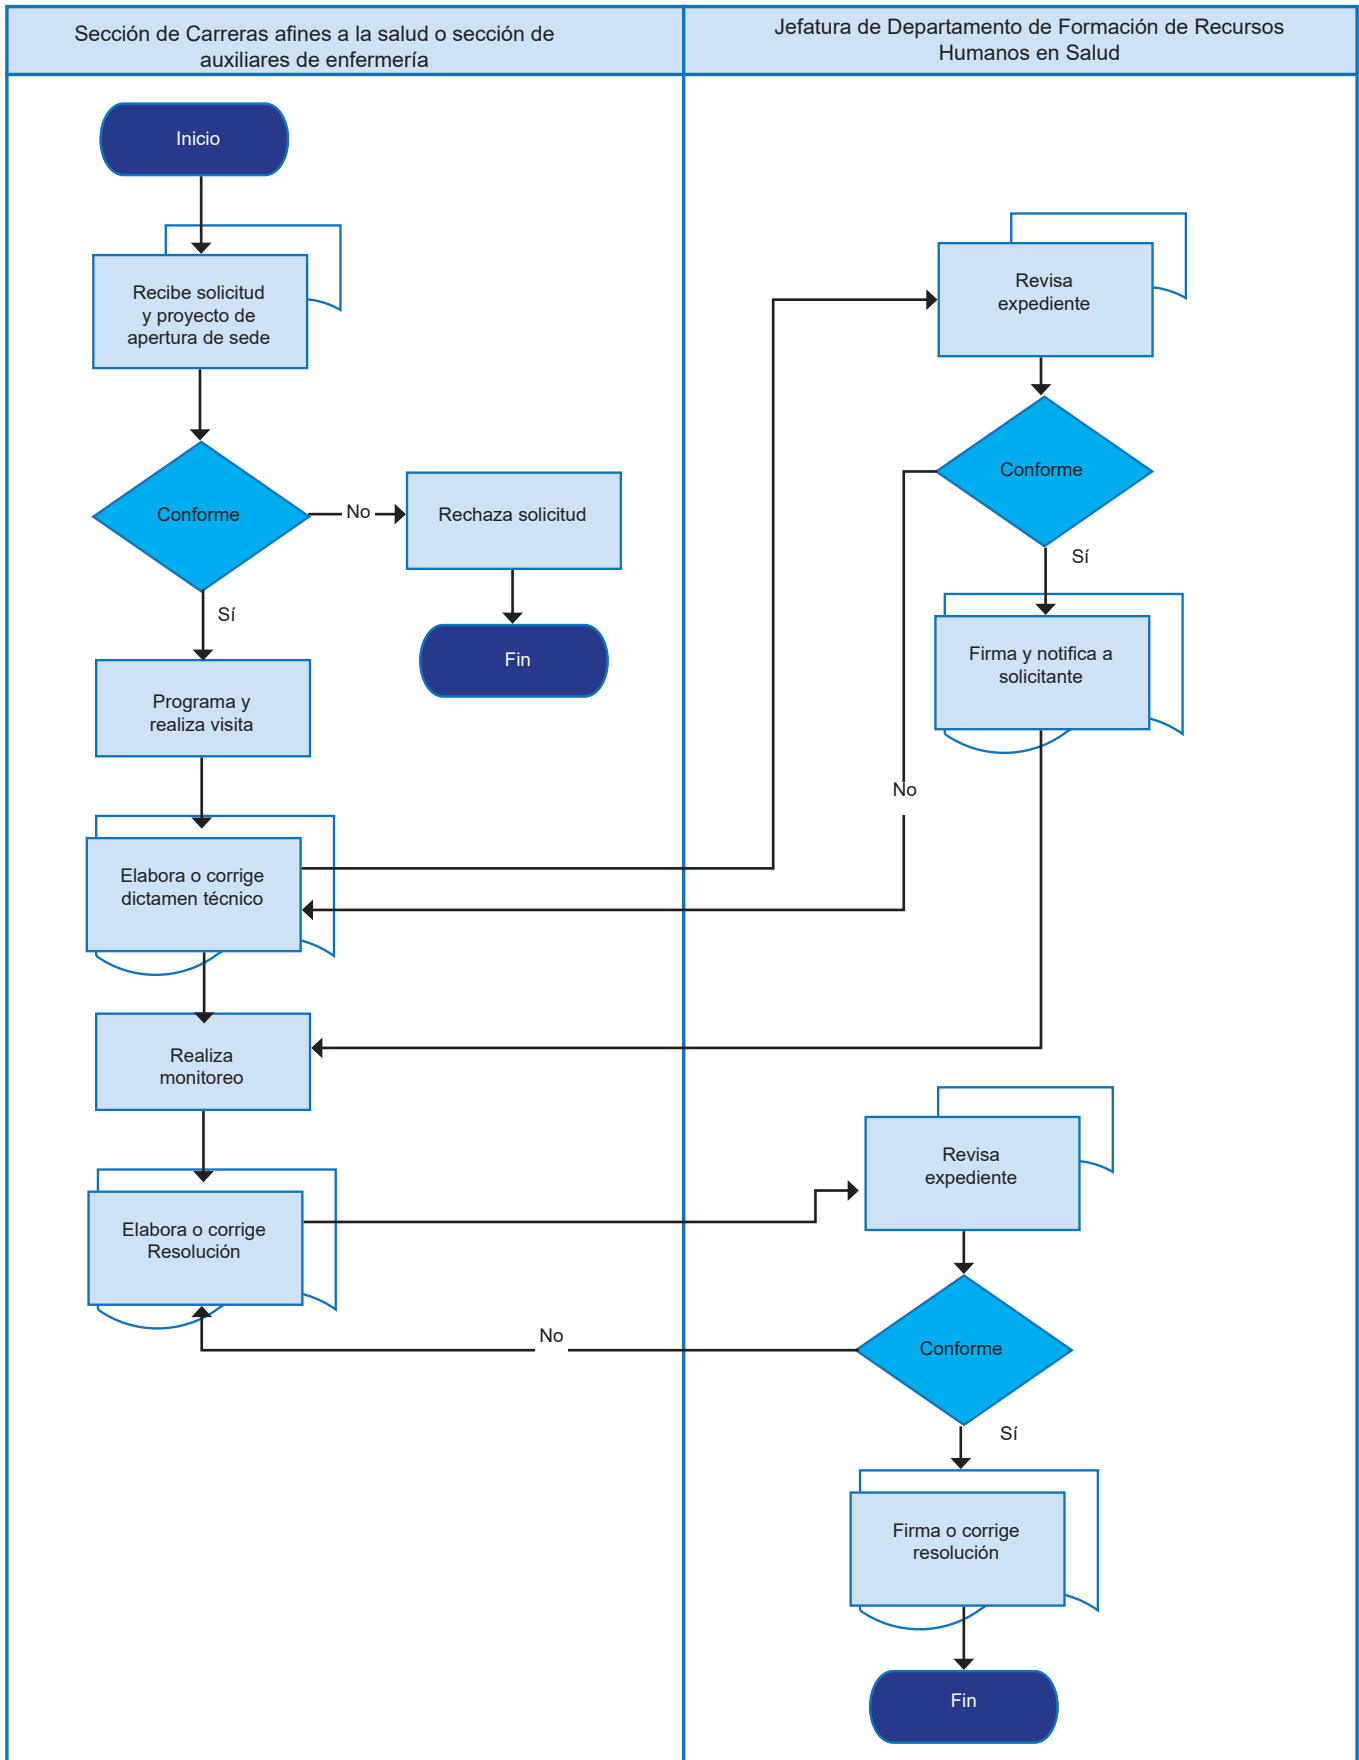 Sección de Carreras afines a la salud o sección de
auxiliares de enfermería
Jefatura de Departamento de Formación de Recursos
Humanos en Salud
Inicio
Recibe solicitud
y proyecto de
apertura de sede
Conforme
No
Rechaza solicitud
Fin
Sí
Programa y
realiza visita
Elabora o corrige
dictamen técnico
Revisa
expediente
Conforme
No
Sí
Firma y notifica a
solicitante
Realiza
monitoreo
Elabora o corrige
Resolución
Revisa
expediente
Conforme
No
Sí
Firma o corrige
resolución
Fin